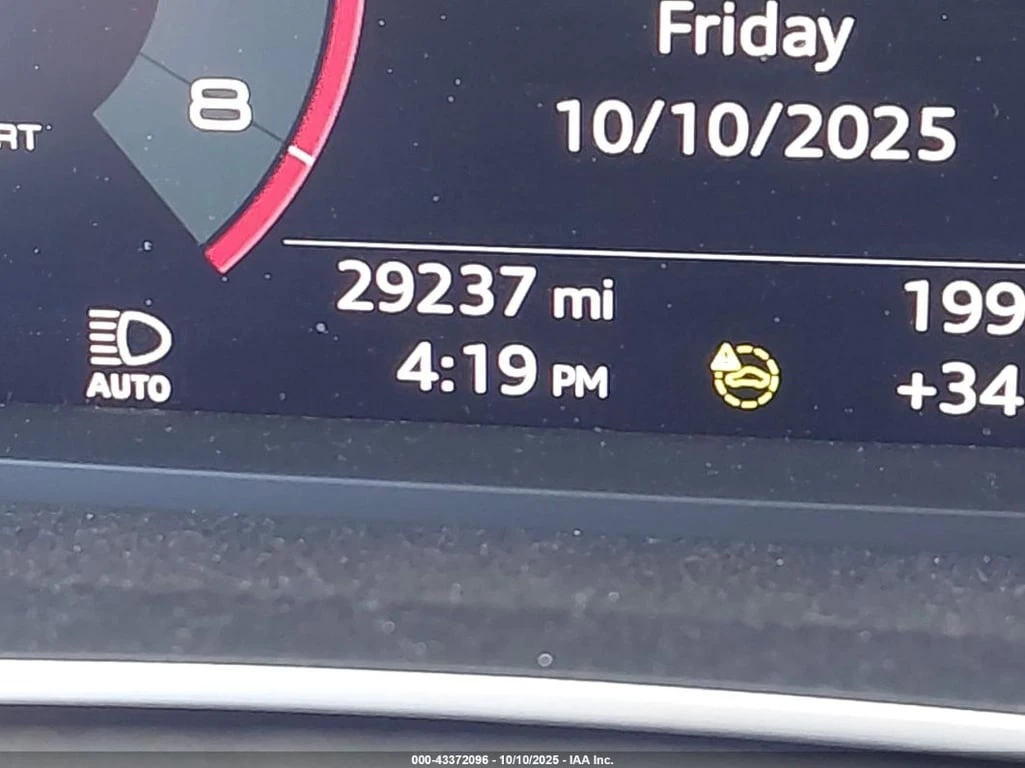 Friday
10/10/2025
8
29237 mi
199
AUTO
4:19 PM
+34
000-43372096 - 10/10/2025 - IAA Inc.